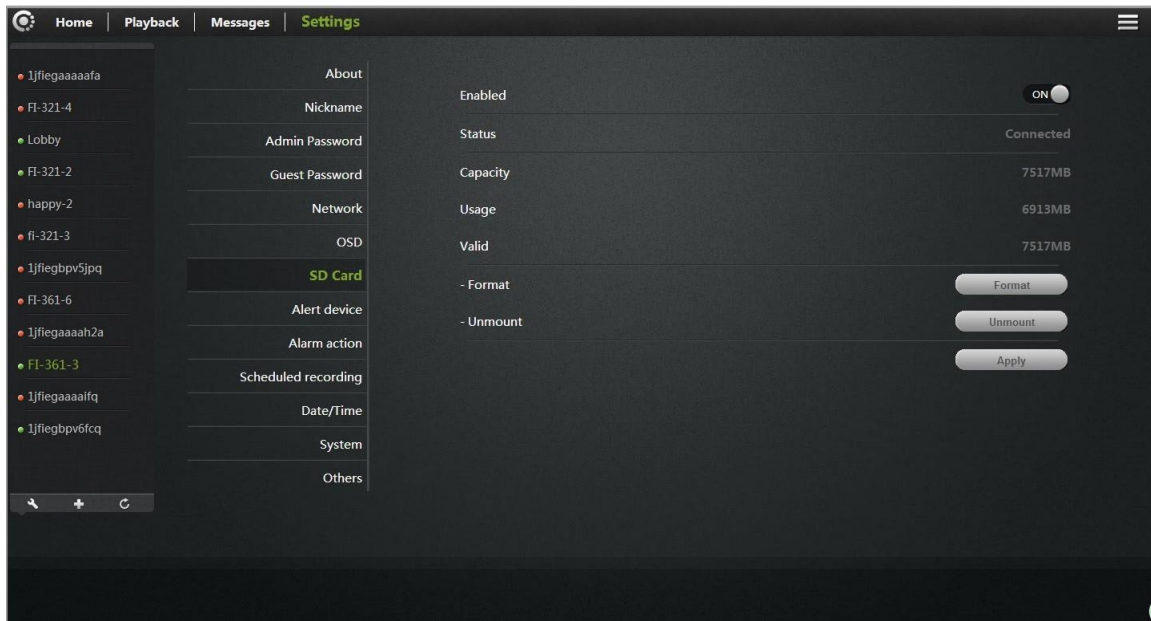 Home
Playback
Messages
Settings
1jfiegaaaaafa
FI-321-4
Lobby
FI-321-2
happy-2
fi-321-3
1jfiegbpv5jpq
FI-361-6
1jfiegaaaah2a
FI-361-3
1jfiegaaaaifq
1jfiegbpv6fcq
About
Nickname
Admin Password
Guest Password
Network
OSD
SD Card
Alert device
Alarm action
Scheduled recording
Date/Time
System
Others
Enabled ON
Status Connected
Capacity 7517MB
Usage 6913MB
Valid 7517MB
- Format Format
- Unmount Unmount
Apply